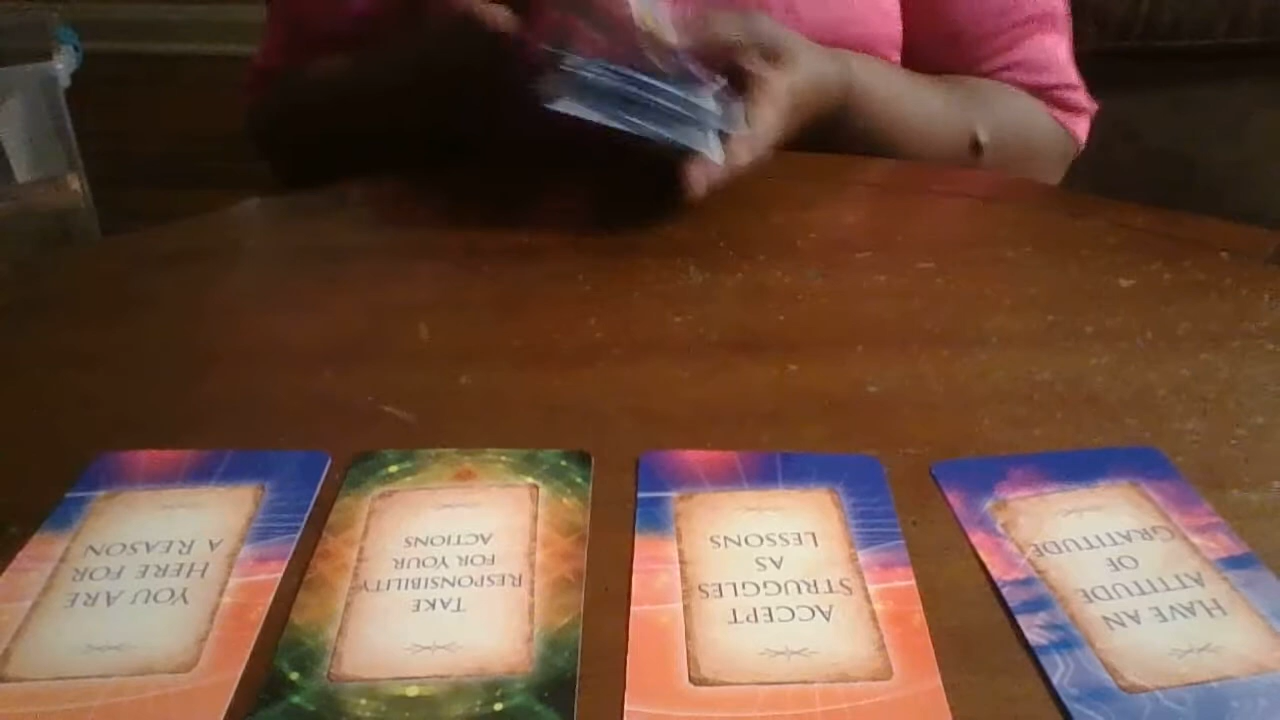 YOU ARE
HERE FOR
A REASON
TAKE
RESPONSIBILITY
FOR YOUR
ACTIONS
ACCEPT
STRUGGLES
AS
LESSONS
HAVE AN
ATTITUDE
OF
GRATITUDE